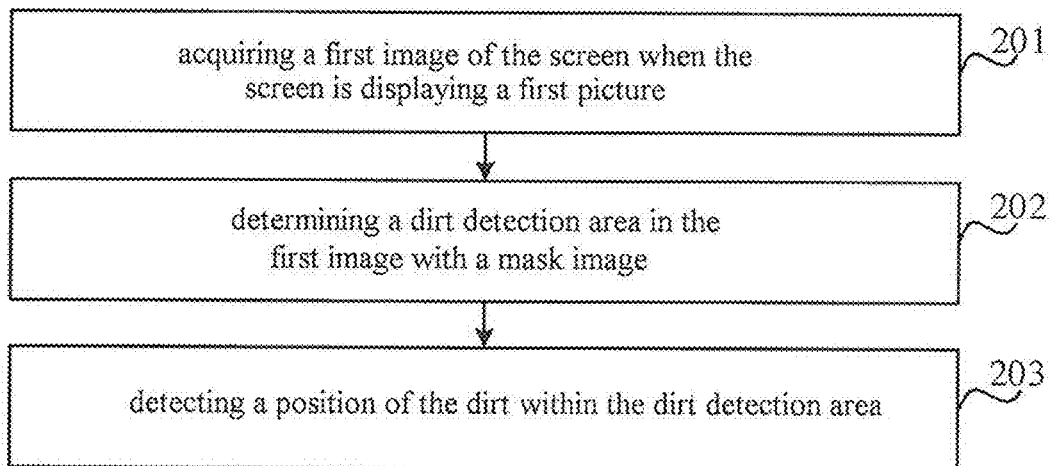 acquiring a first image of the screen when the
screen is displaying a first picture
201
determining a dirt detection area in the
first image with a mask image
202
detecting a position of the dirt within the dirt detection area
203